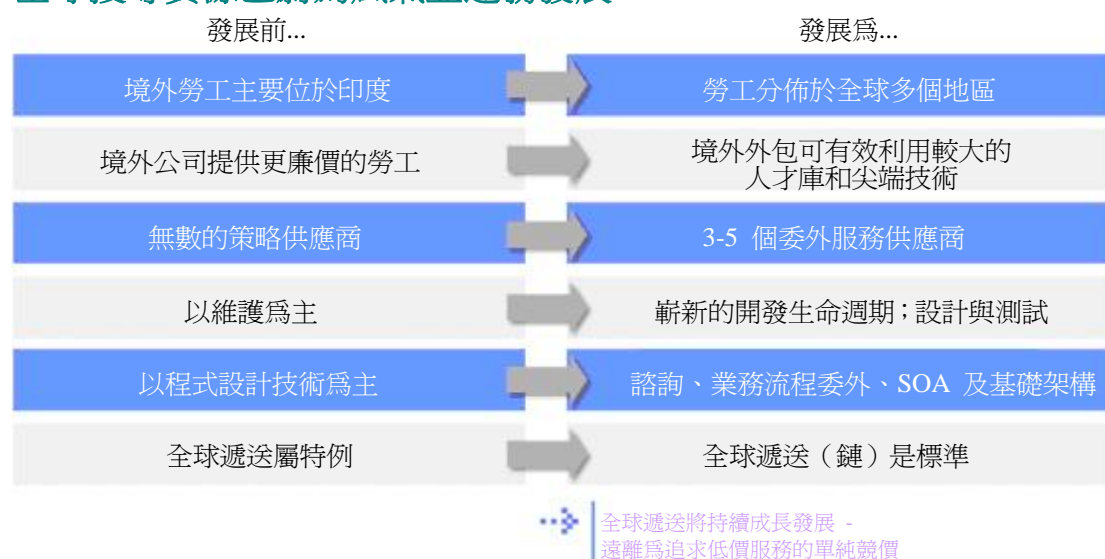 發展前...
發展爲...
境外勞工主要位於印度
勞工分佈於全球多個地區
境外公司提供更廉價的勞工
境外外包可有效利用較大的
人才庫和尖端技術
無數的策略供應商
3-5 個委外服務供應商
以維護爲主
嶄新的開發生命週期；設計與測試
以程式設計技術爲主
諮詢、業務流程委外、SOA 及基礎架構
全球遞送屬特例
全球遞送（鏈）是標準
全球遞送將持續成長發展 -
遠離爲追求低價服務的單純競價